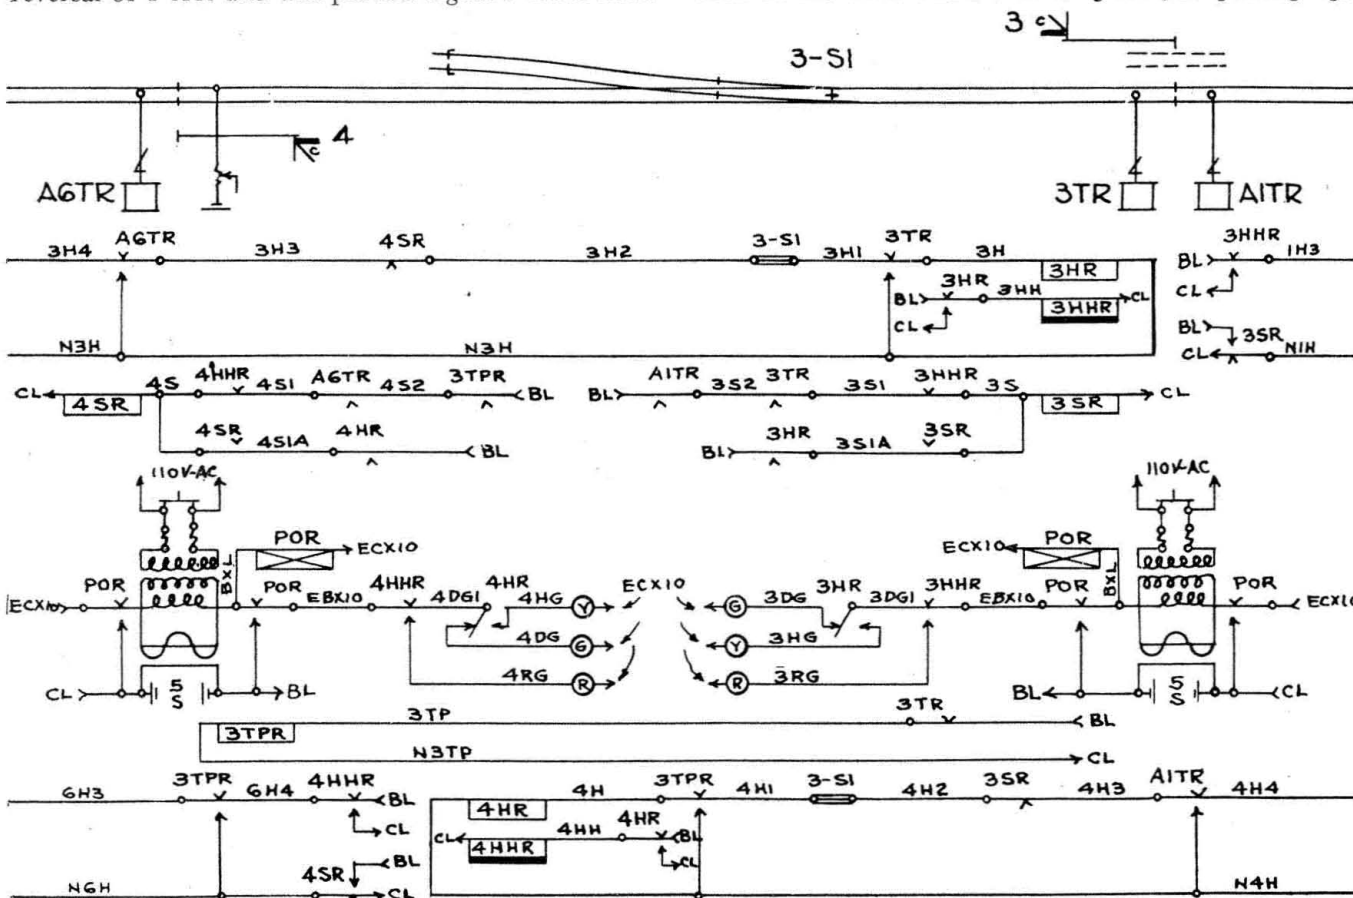 3 c
3-S1
4
c
A6TR 3TR A1TR
3H4 A6TR 3H3 4SR 3H2 3-S1 3H1 3TR 3H 3HR 3HHR 1H3
BL CL
BL 3HR 3HH 3HHR CL
CL
BL 3SR
CL N1H
N3H N3H
CL 4SR 4S 4HHR 4S1 A6TR 4S2 3TPR BL BL A1TR 3S2 3TR 3S1 3HHR 3S 3SR CL
4SR 4S1A 4HR BL BL 3HR 3S1A 3SR
110V-AC 110V-AC
POR ECX10 ECX10 POR
BXL BXL
ECX10 POR POR EBX10 4HHR 4DG1 4HR 4HG Y ECX10 G 3DG 3HR 3DG1 3HHR EBX10 POR POR ECX10
4DG G Y 3HG
4RG R R 3RG
CL 5S BL BL 5S CL
3TPR 3TP 3TR BL
N3TP CL
6H3 3TPR 6H4 4HHR BL 4HR 4H 3TPR 4H1 3-S1 4H2 3SR 4H3 A1TR 4H4
CL
CL 4HHR 4HH 4HR BL
CL
4SR BL
N6H CL N4H